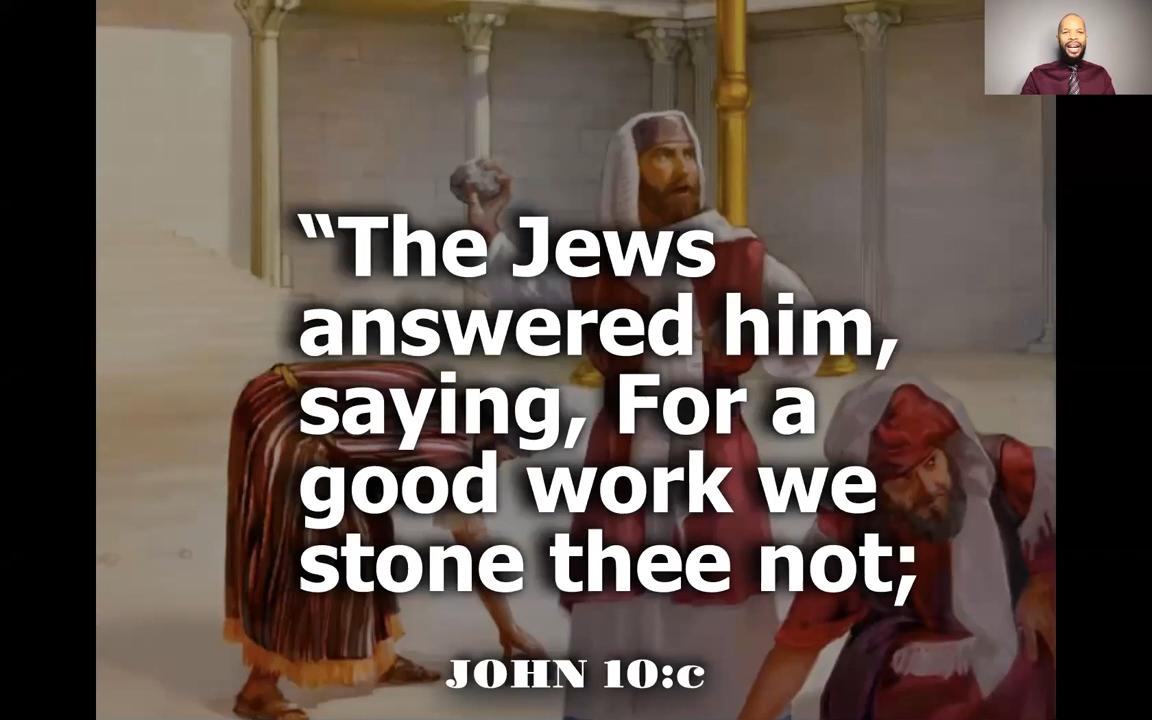 “The Jews
answered him,
saying, For a
good work we
stone thee not;
JOHN 10:c